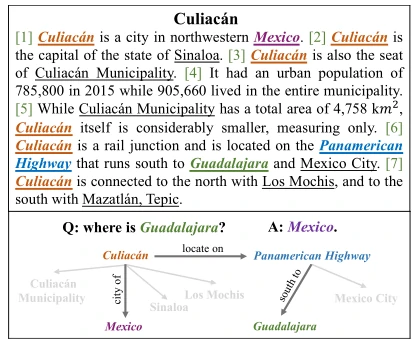 Culiacán
[1] Culiacán is a city in northwestern Mexico. [2] Culiacán is
the capital of the state of Sinaloa. [3] Culiacán is also the seat
of Culiacán Municipality. [4] It had an urban population of
785,800 in 2015 while 905,660 lived in the entire municipality.
[5] While Culiacán Municipality has a total area of 4,758 km²,
Culiacán itself is considerably smaller, measuring only. [6]
Culiacán is a rail junction and is located on the Panamerican
Highway that runs south to Guadalajara and Mexico City. [7]
Culiacán is connected to the north with Los Mochis, and to the
south with Mazatlán, Tepic.
Q: where is Guadalajara? A: Mexico.
Culiacán locate on Panamerican Highway
Culiacán Municipality
city of
Sinaloa
Los Mochis
south to
Mexico City
Mexico
Guadalajara